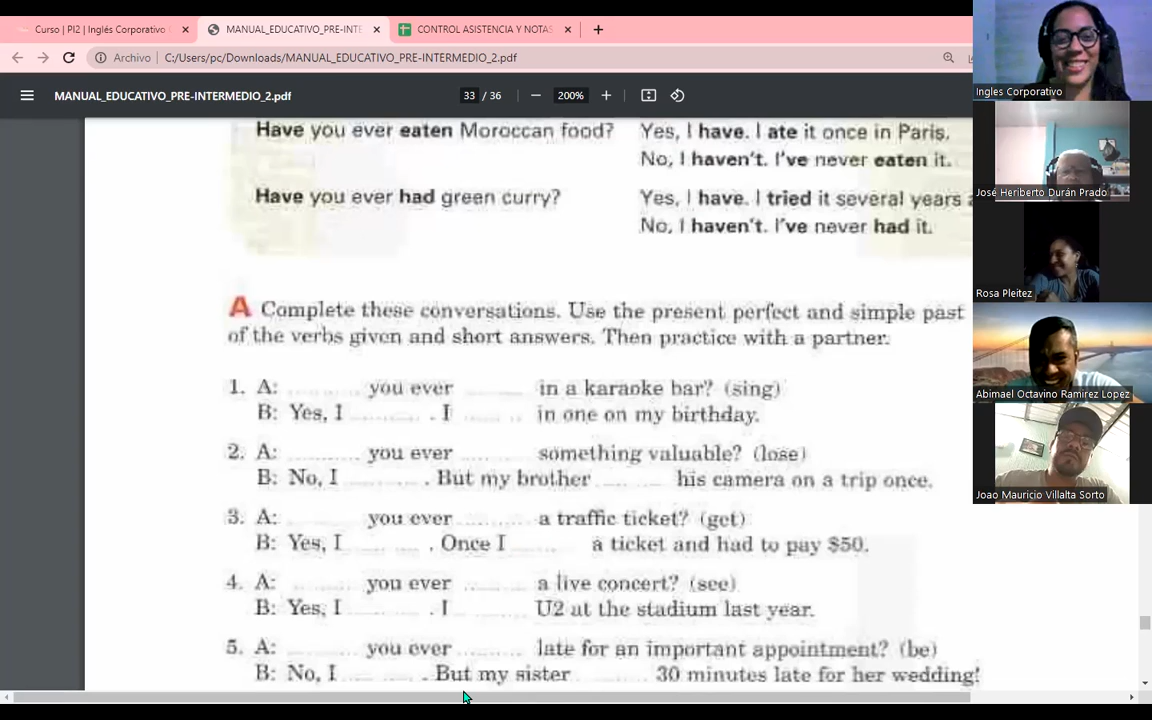 Curso | PI2 | Inglés Corporativo
MANUAL_EDUCATIVO_PRE-INTE
CONTROL ASISTENCIA Y NOTAS
Archivo C:/Users/pc/Downloads/MANUAL_EDUCATIVO_PRE-INTERMEDIO_2.pdf
MANUAL_EDUCATIVO_PRE-INTERMEDIO_2.pdf 33 / 36 200%
Have you ever eaten Moroccan food? Yes, I have. I ate it once in Paris.
No, I haven't. I've never eaten it.
Have you ever had green curry? Yes, I have. I tried it several years
No, I haven't. I've never had it.
A Complete these conversations. Use the present perfect and simple past
of the verbs given and short answers. Then practice with a partner.
1. A: ......... you ever ......... in a karaoke bar? (sing)
B: Yes, I ......... . I ......... in one on my birthday.
2. A: ......... you ever ......... something valuable? (lose)
B: No, I ......... . But my brother ......... his camera on a trip once.
3. A: ......... you ever ......... a traffic ticket? (get)
B: Yes, I ......... . Once I ......... a ticket and had to pay $50.
4. A: ......... you ever ......... a live concert? (see)
B: Yes, I ......... . I ......... U2 at the stadium last year.
5. A: ......... you ever ......... late for an important appointment? (be)
B: No, I ......... . But my sister ......... 30 minutes late for her wedding!
Ingles Corporativo
José Heriberto Durán Prado
Rosa Pleitez
Abimael Octavino Ramirez Lopez
Joao Mauricio Villalta Sorto